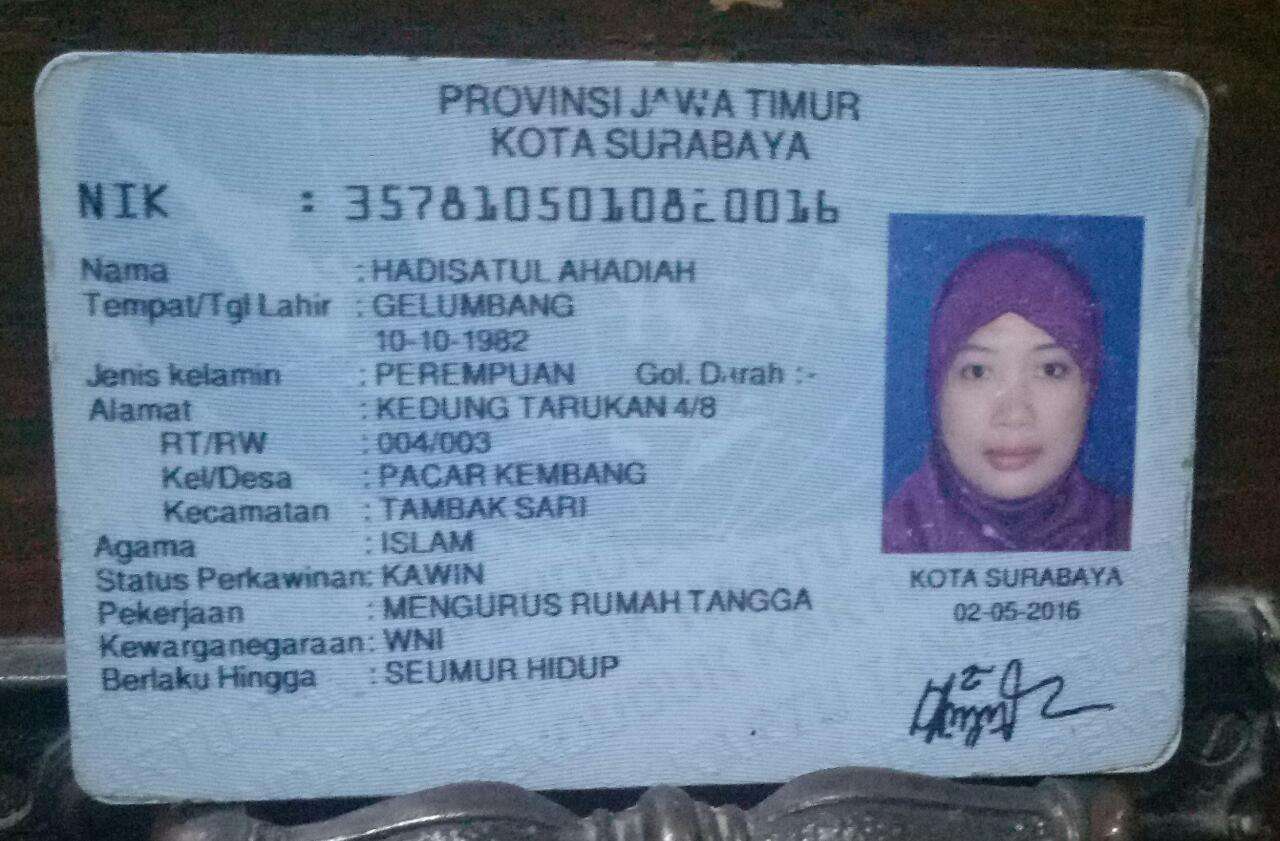 PROVINSI JAWA TIMUR
KOTA SURABAYA
NIK : 3578105010820016
Nama : HADISATUL AHADIAH
Tempat/Tgl Lahir : GELUMBANG
10-10-1982
Jenis kelamin : PEREMPUAN Gol. Darah :-
Alamat : KEDUNG TARUKAN 4/8
RT/RW : 004/003
Kel/Desa : PACAR KEMBANG
Kecamatan : TAMBAK SARI
Agama : ISLAM
Status Perkawinan: KAWIN
Pekerjaan : MENGURUS RUMAH TANGGA
Kewarganegaraan: WNI
Berlaku Hingga : SEUMUR HIDUP
KOTA SURABAYA
02-05-2016